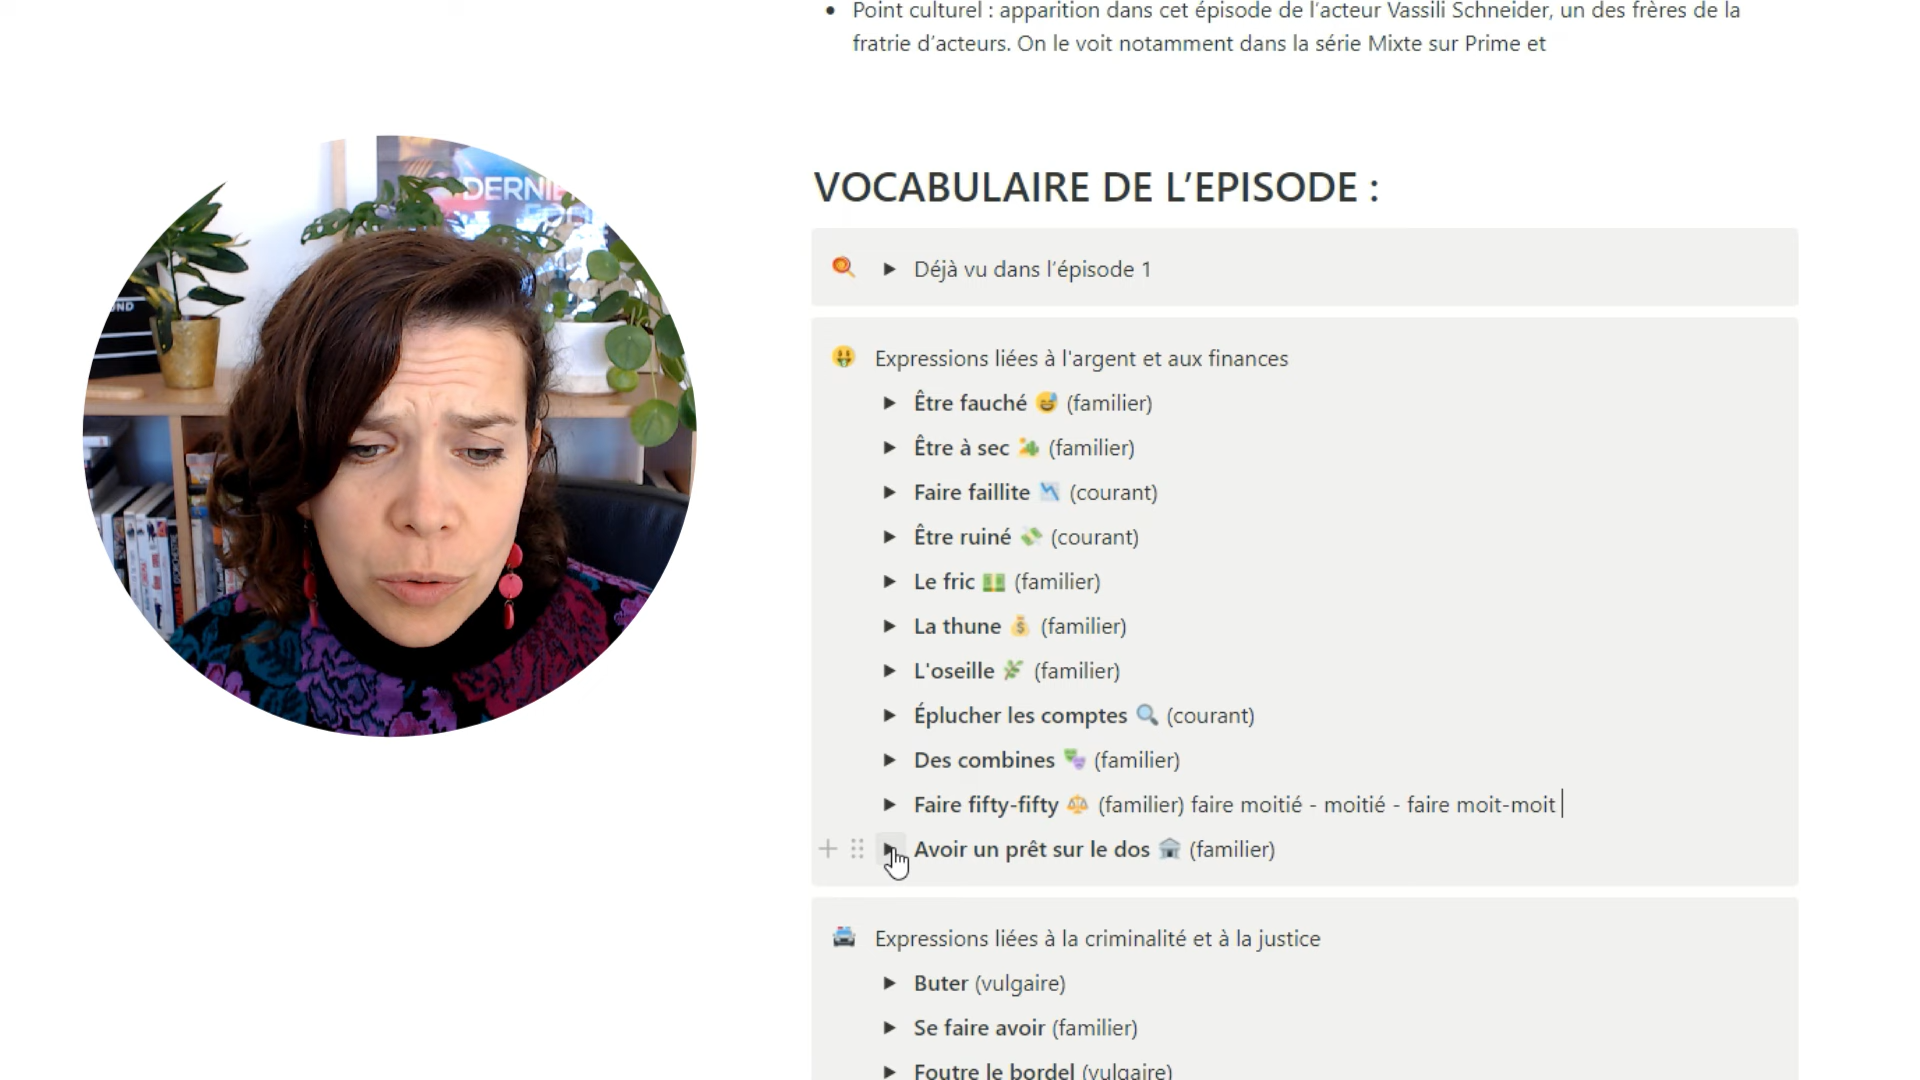 Point culturel : apparition dans cet épisode de l’acteur Vassili Schneider, un des frères de la
fratrie d’acteurs. On le voit notamment dans la série Mixte sur Prime et
VOCABULAIRE DE L’EPISODE :
Déjà vu dans l’épisode 1
Expressions liées à l'argent et aux finances
Être fauché 😅 (familier)
Être à sec 🏜️ (familier)
Faire faillite 📉 (courant)
Être ruiné 💸 (courant)
Le fric 💵 (familier)
La thune 💰 (familier)
L'oseille 🌿 (familier)
Éplucher les comptes 🔍 (courant)
Des combines 🎭 (familier)
Faire fifty-fifty ⚖️ (familier) faire moitié - moitié - faire moit-moit
Avoir un prêt sur le dos 🏦 (familier)
Expressions liées à la criminalité et à la justice
Buter (vulgaire)
Se faire avoir (familier)
Foutre le bordel (vulgaire)